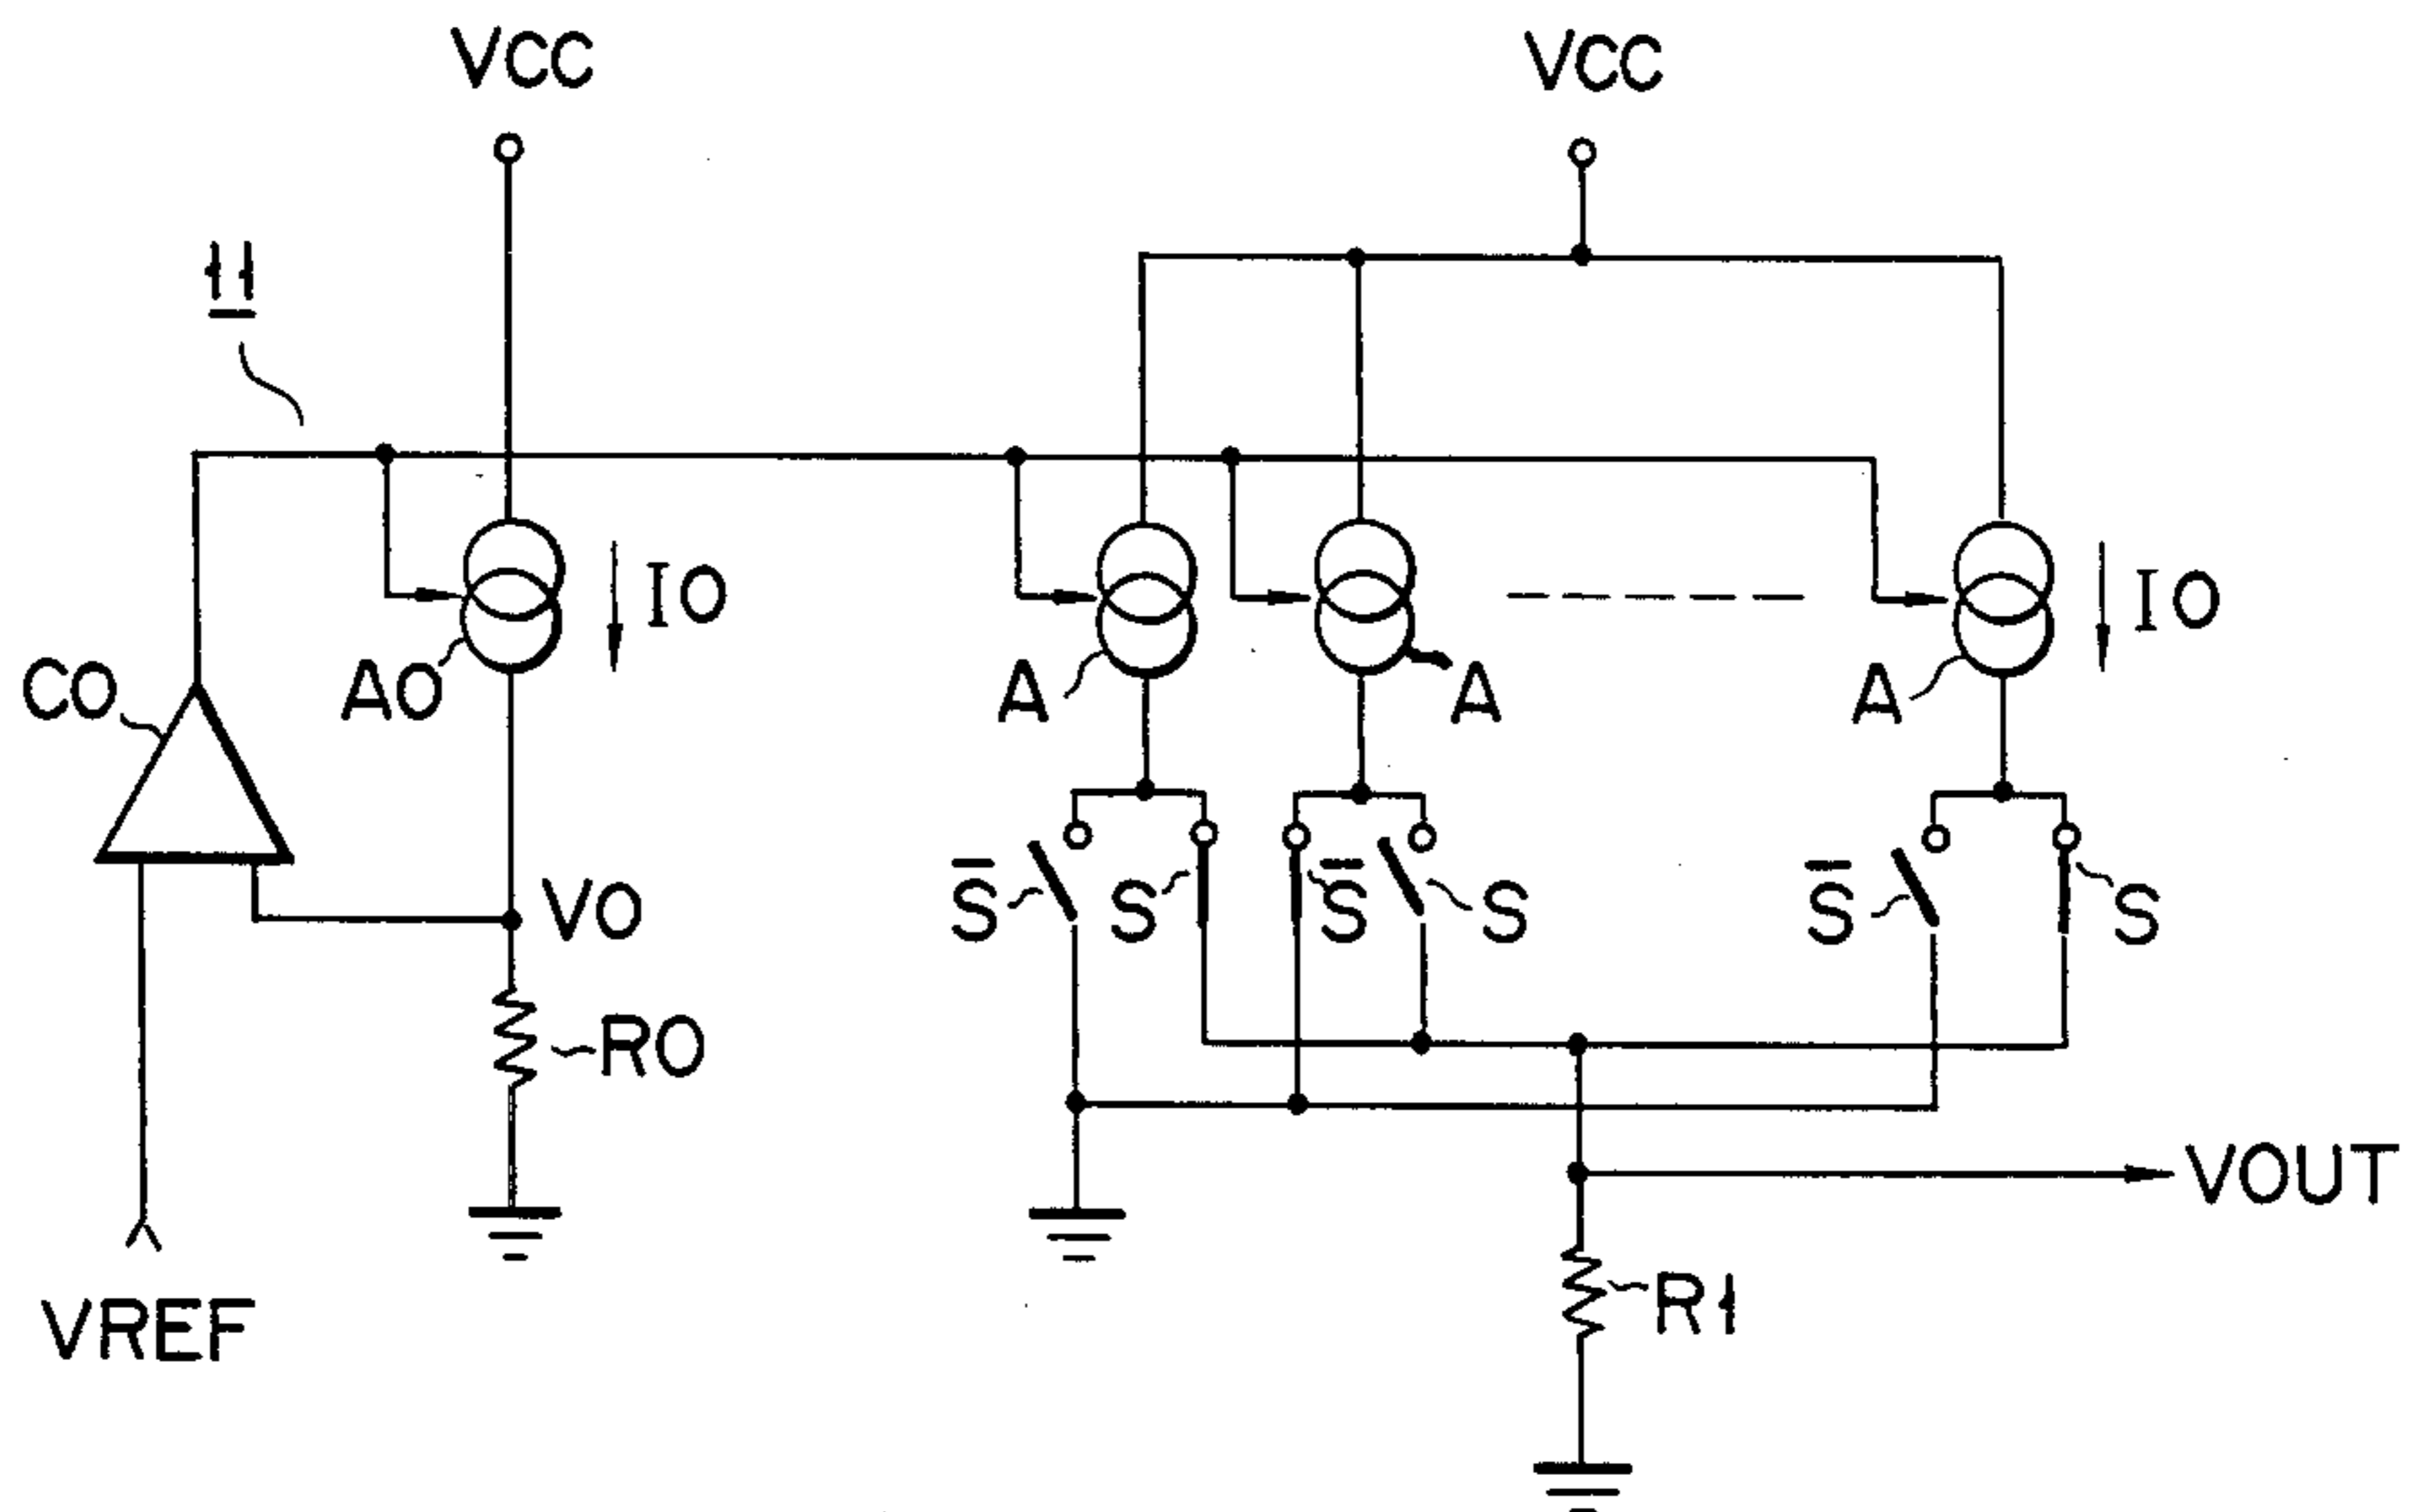 VCC
VCC
11
IO
IO
CO
AO
A
A
A
VO
S̅
S
S̅
S
S̅
S
RO
VOUT
R1
VREF